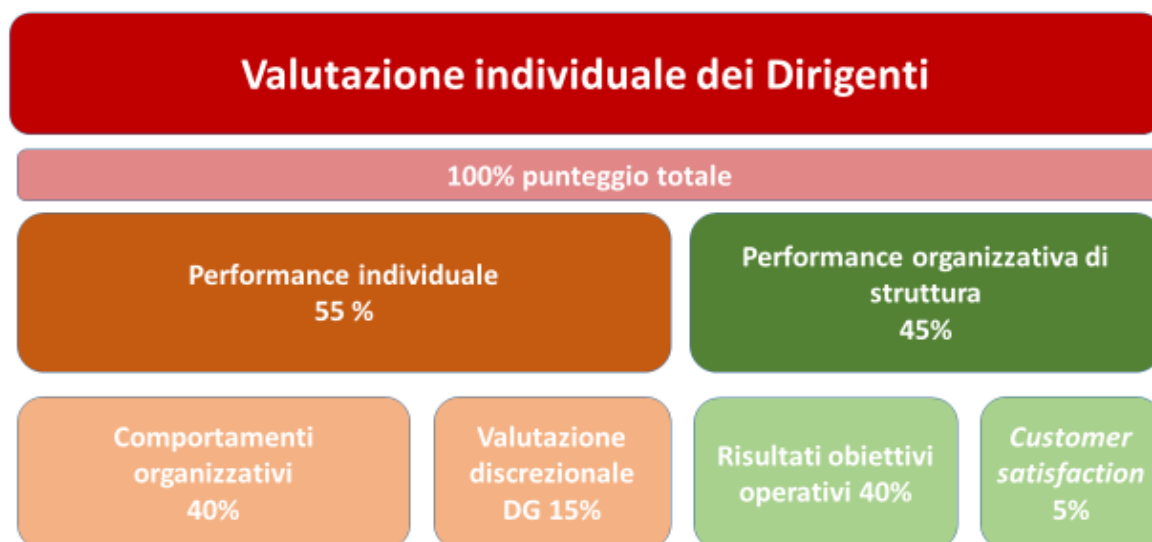 Valutazione individuale dei Dirigenti
100% punteggio totale
Performance individuale
55 %
Performance organizzativa di
struttura
45%
Comportamenti
organizzativi
40%
Valutazione
discrezionale
DG 15%
Risultati obiettivi
operativi 40%
Customer
satisfaction
5%